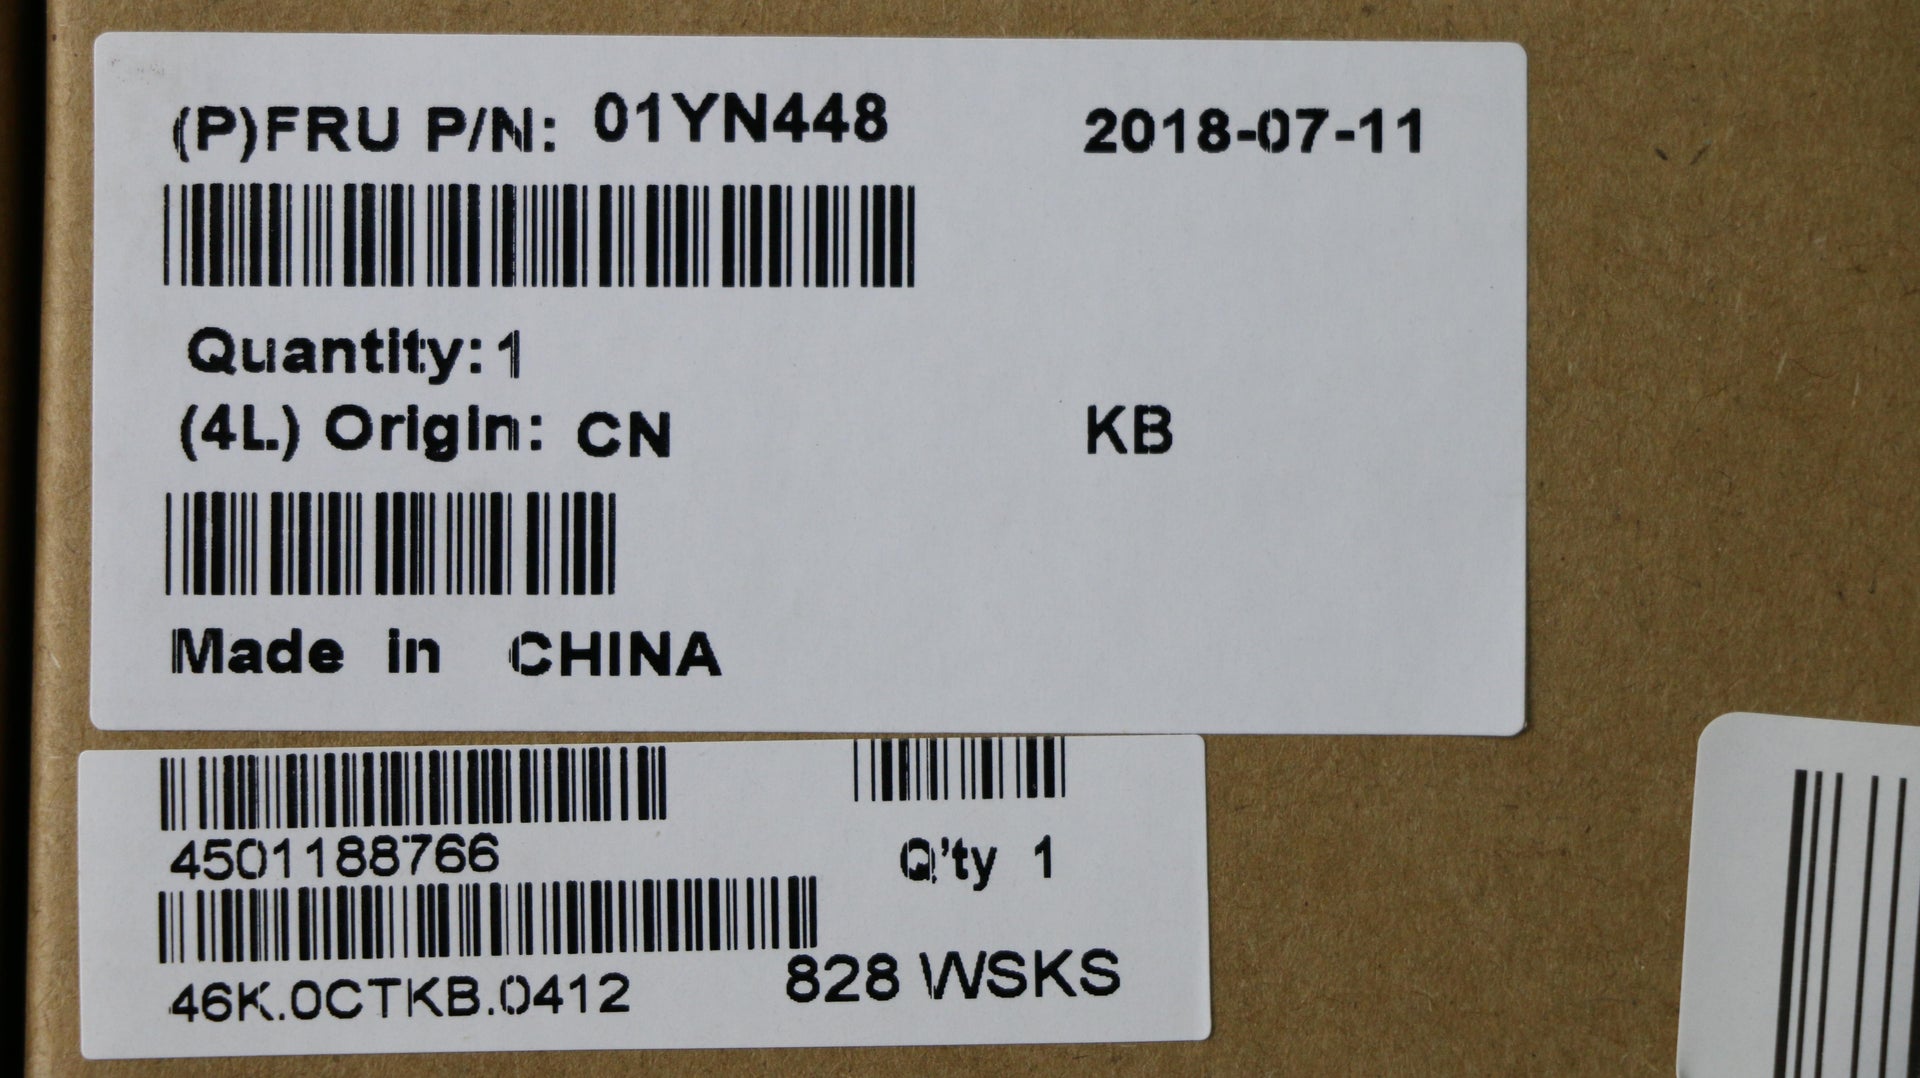 (P)FRU P/N: 01YN448 2018-07-11
Quantity: 1
(4L) Origin: CN KB
Made in CHINA
4501188766 Q'ty 1
46K.0CTKB.0412 828 WSKS